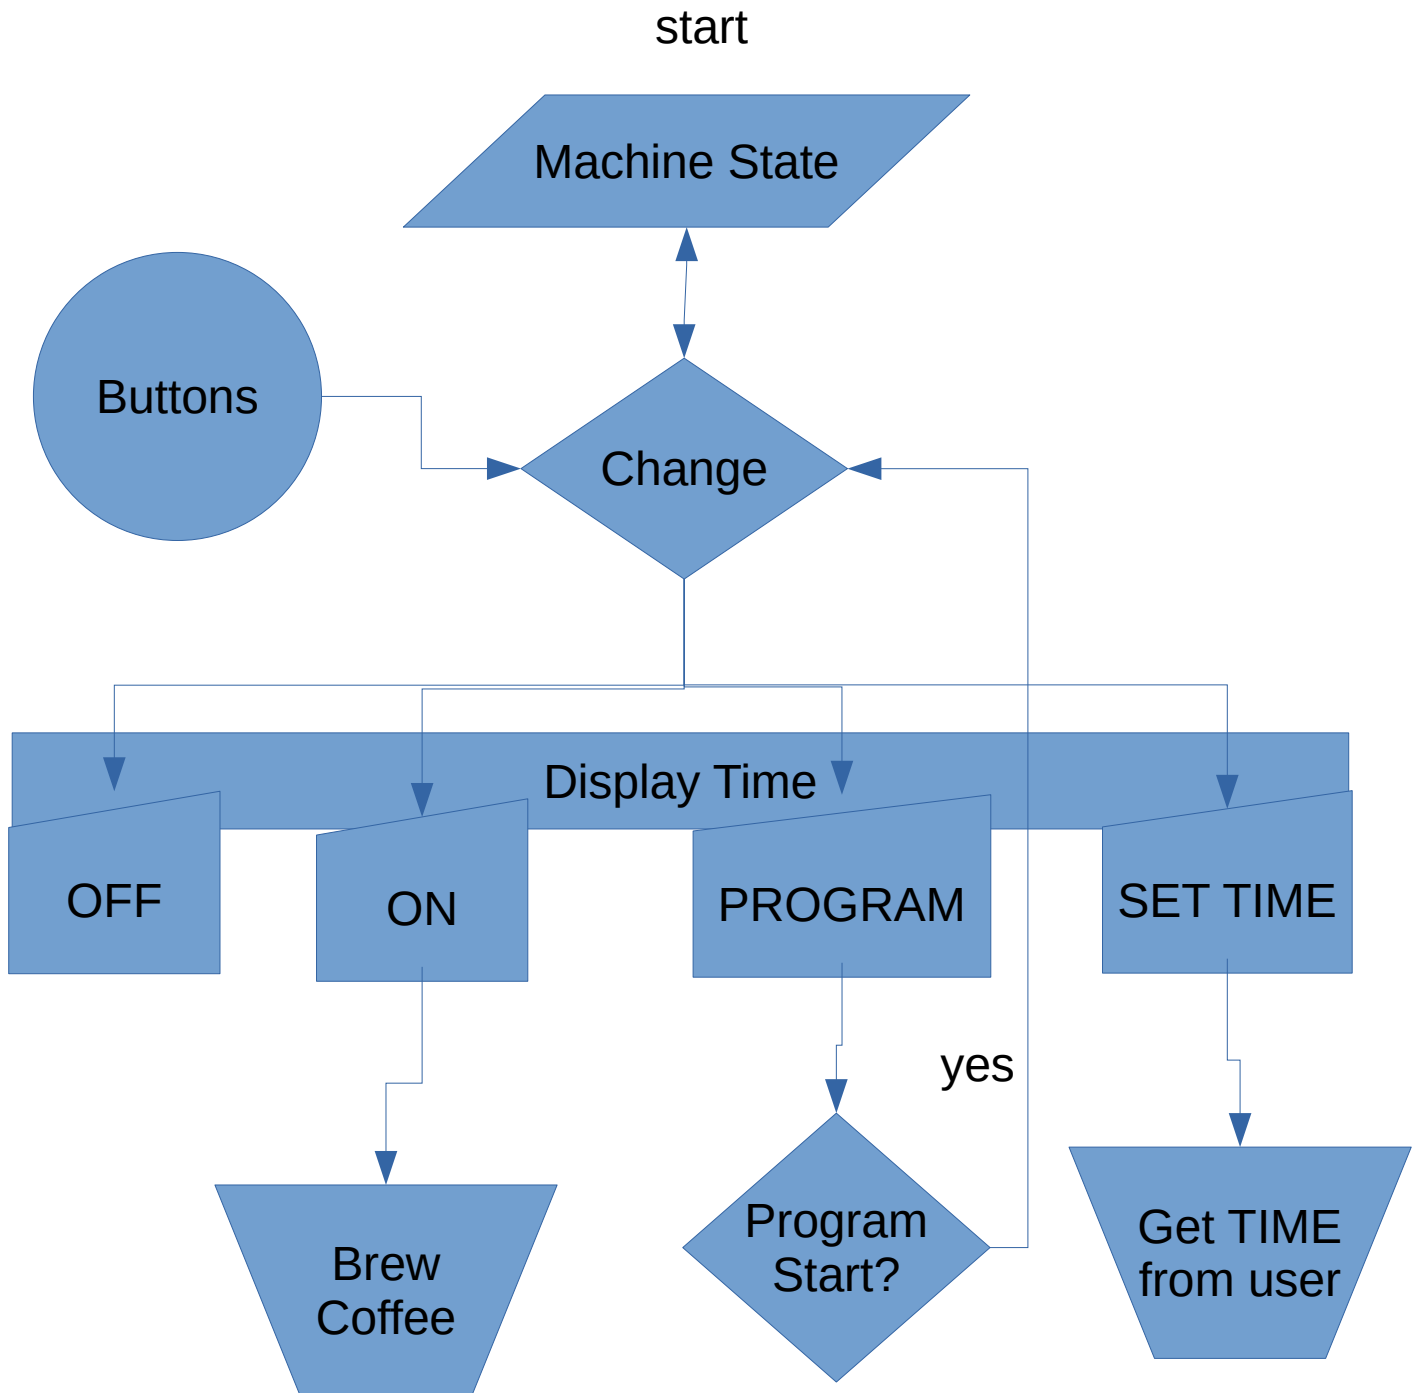 start
Machine State
Buttons
Change
Display Time
OFF
ON
PROGRAM
SET TIME
yes
Program
Start?
Get TIME
from user
Brew
Coffee